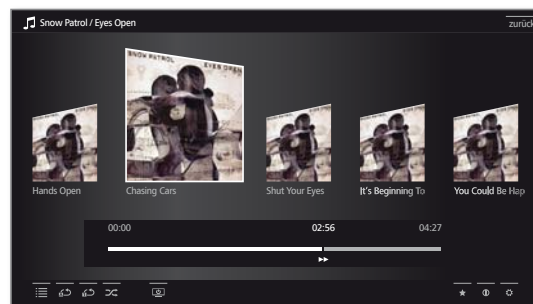 Snow Patrol / Eyes Open
zurück
SNOW PATROL EYES OPEN
Hands Open
Chasing Cars
Shut Your Eyes
It's Beginning To
You Could Be Hap
00:00 02:56 04:27